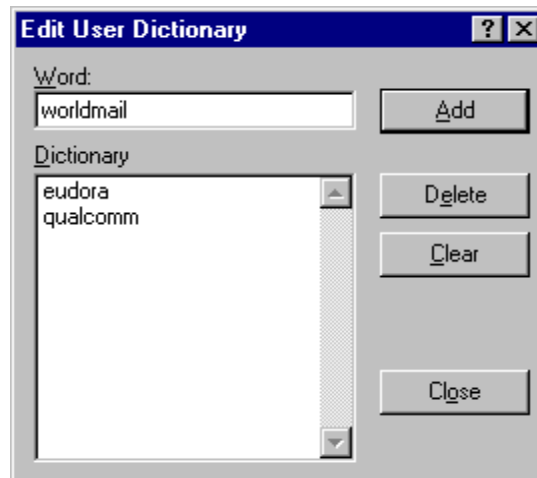 Edit User Dictionary
Word:
worldmail
Add
Dictionary
eudora
qualcomm
Delete
Clear
Close